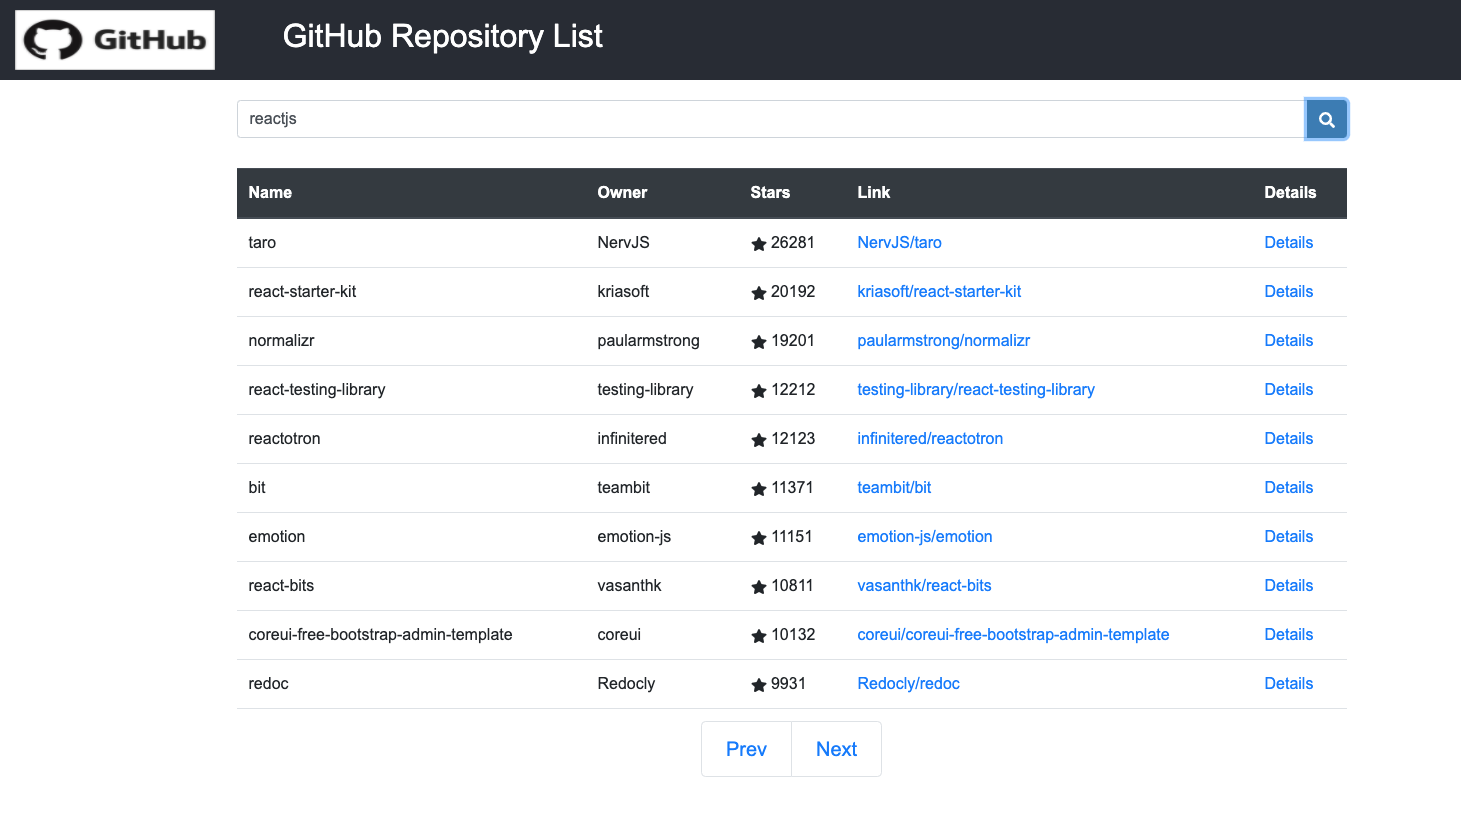 GitHub GitHub Repository List
reactjs
Name Owner Stars Link Details
taro NervJS 26281 NervJS/taro Details
react-starter-kit kriasoft 20192 kriasoft/react-starter-kit Details
normalizr paularmstrong 19201 paularmstrong/normalizr Details
react-testing-library testing-library 12212 testing-library/react-testing-library Details
reactotron infinitered 12123 infinitered/reactotron Details
bit teambit 11371 teambit/bit Details
emotion emotion-js 11151 emotion-js/emotion Details
react-bits vasanthk 10811 vasanthk/react-bits Details
coreui-free-bootstrap-admin-template coreui 10132 coreui/coreui-free-bootstrap-admin-template Details
redoc Redocly 9931 Redocly/redoc Details
Prev Next